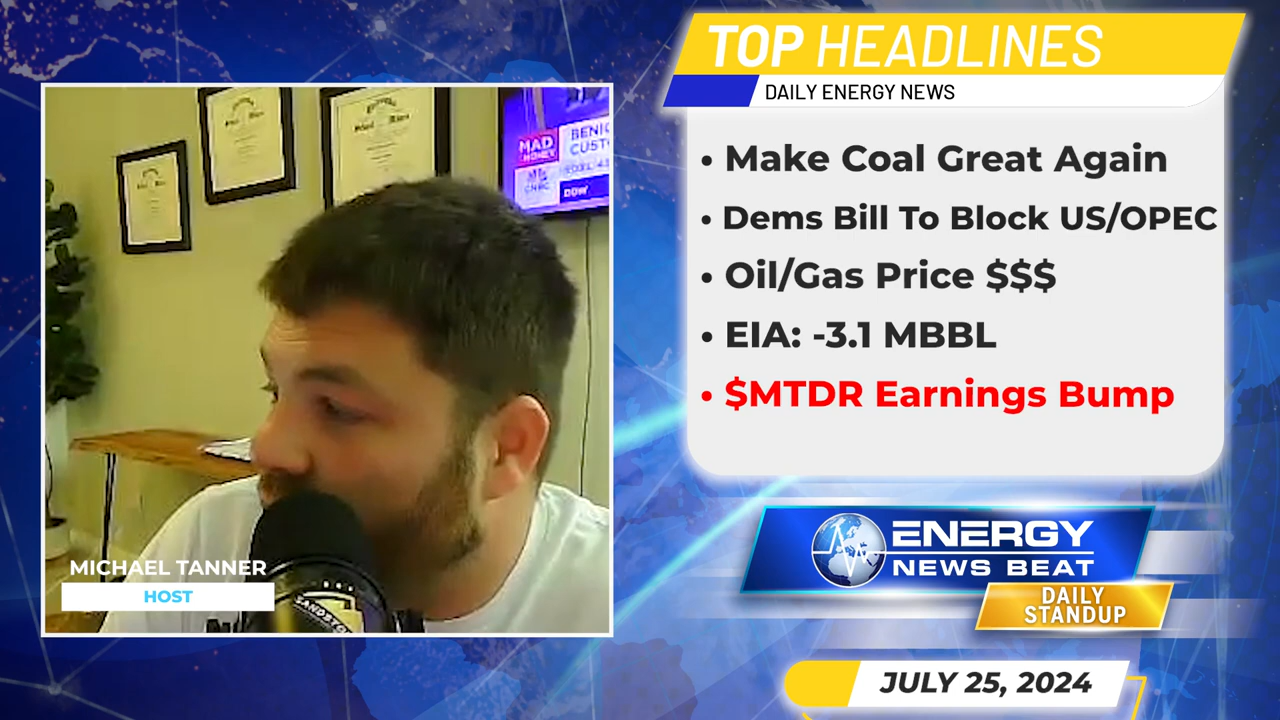 TOP HEADLINES
DAILY ENERGY NEWS
• Make Coal Great Again
• Dems Bill To Block US/OPEC
• Oil/Gas Price $$$
• EIA: -3.1 MBBL
• $MTDR Earnings Bump
MAD
MONEY
CNBC
DOW
MICHAEL TANNER
HOST
ENERGY
NEWS BEAT
DAILY
STANDUP
JULY 25, 2024